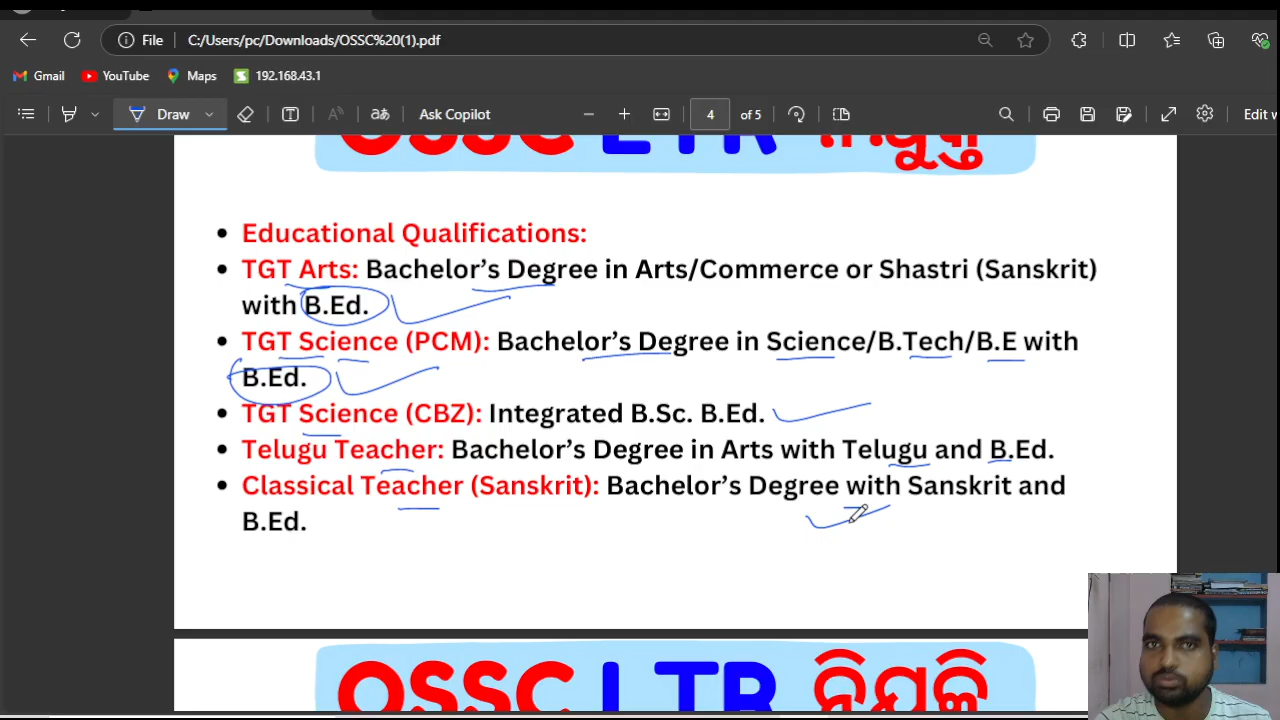 File C:/Users/pc/Downloads/OSSC%20(1).pdf
Gmail YouTube Maps 192.168.43.1
Draw Ask Copilot 4 of 5 Edit
OSSC LTR ନିଯୁକ୍ତି
• Educational Qualifications:
• TGT Arts: Bachelor’s Degree in Arts/Commerce or Shastri (Sanskrit)
with B.Ed.
• TGT Science (PCM): Bachelor’s Degree in Science/B.Tech/B.E with
B.Ed.
• TGT Science (CBZ): Integrated B.Sc. B.Ed.
• Telugu Teacher: Bachelor’s Degree in Arts with Telugu and B.Ed.
• Classical Teacher (Sanskrit): Bachelor’s Degree with Sanskrit and
B.Ed.
OSSC LTR ନିଯୁକ୍ତି